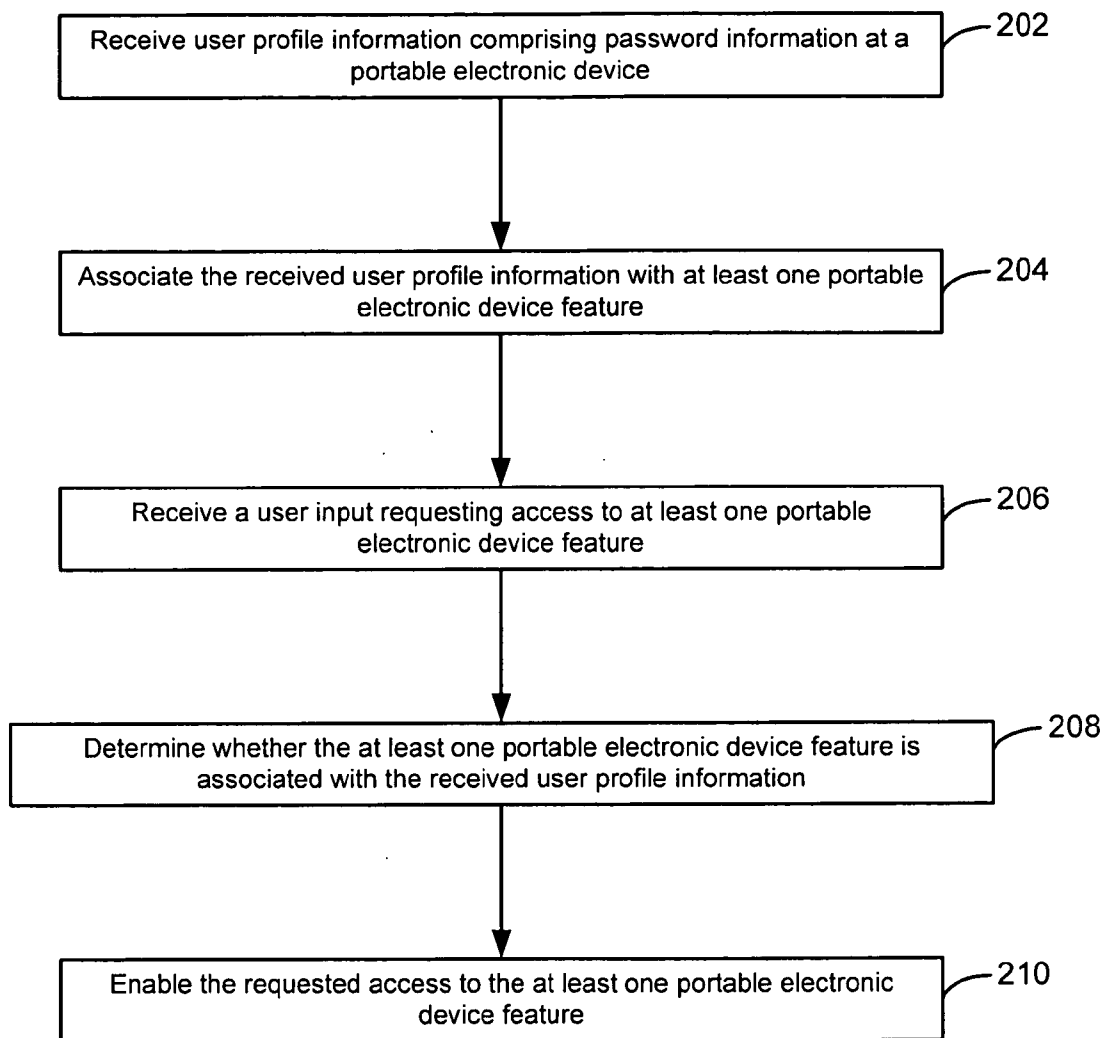 Receive user profile information comprising password information at a
portable electronic device
202
Associate the received user profile information with at least one portable
electronic device feature
204
Receive a user input requesting access to at least one portable
electronic device feature
206
Determine whether the at least one portable electronic device feature is
associated with the received user profile information
208
Enable the requested access to the at least one portable electronic
device feature
210